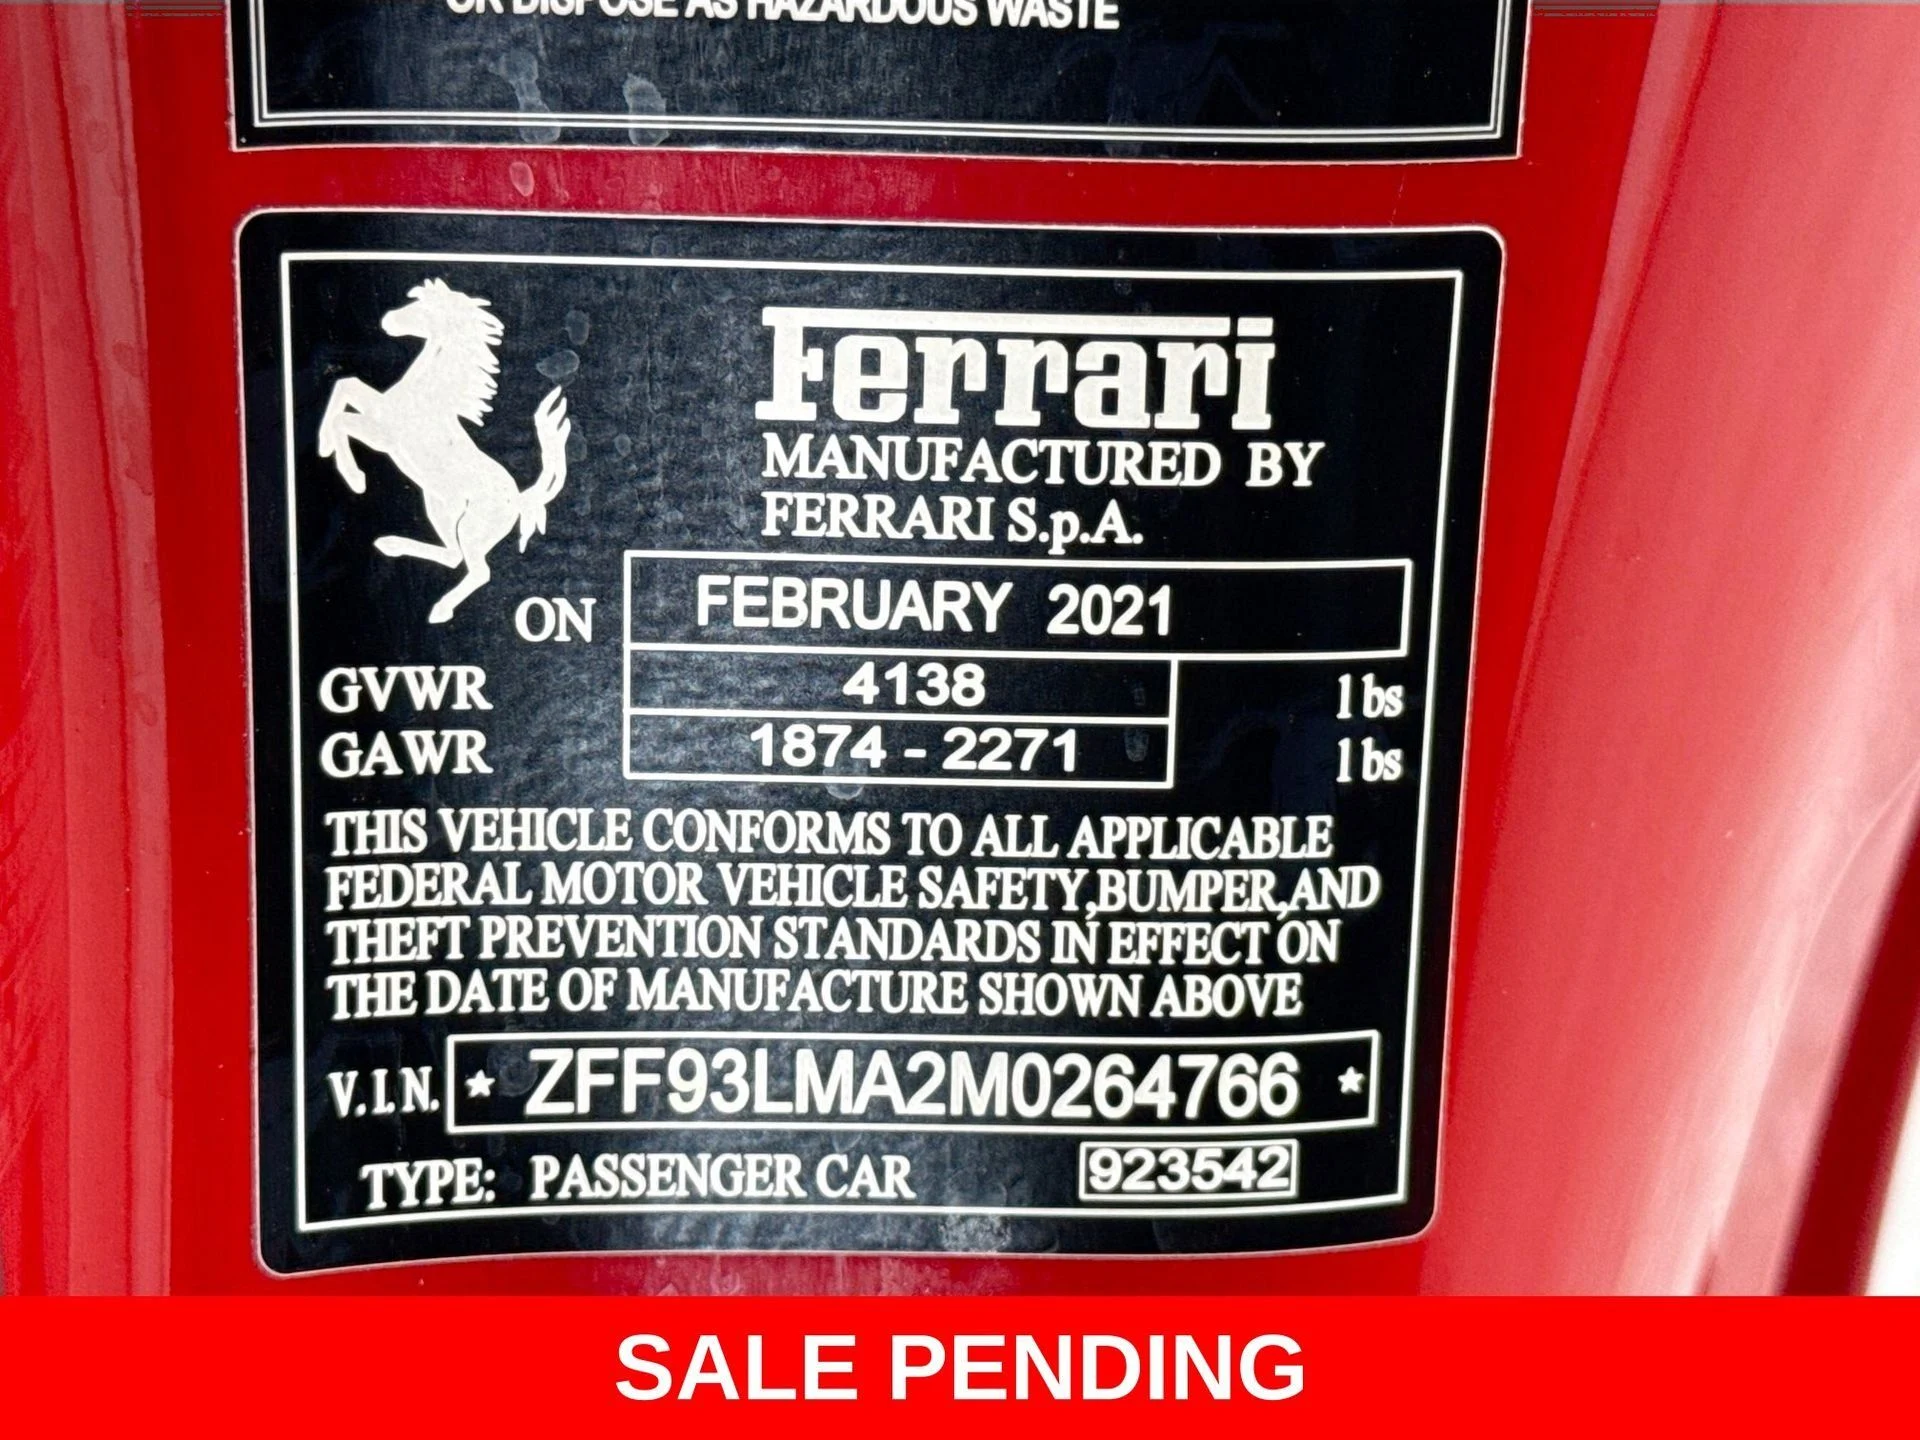 OR DISPOSE AS HAZARDOUS WASTE
Ferrari
MANUFACTURED BY
FERRARI S.p.A.
ON FEBRUARY 2021
GVWR 4138 lbs
GAWR 1874 - 2271 lbs
THIS VEHICLE CONFORMS TO ALL APPLICABLE
FEDERAL MOTOR VEHICLE SAFETY,BUMPER,AND
THEFT PREVENTION STANDARDS IN EFFECT ON
THE DATE OF MANUFACTURE SHOWN ABOVE
V.I.N. * ZFF93LMA2M0264766 *
TYPE: PASSENGER CAR 923542
SALE PENDING